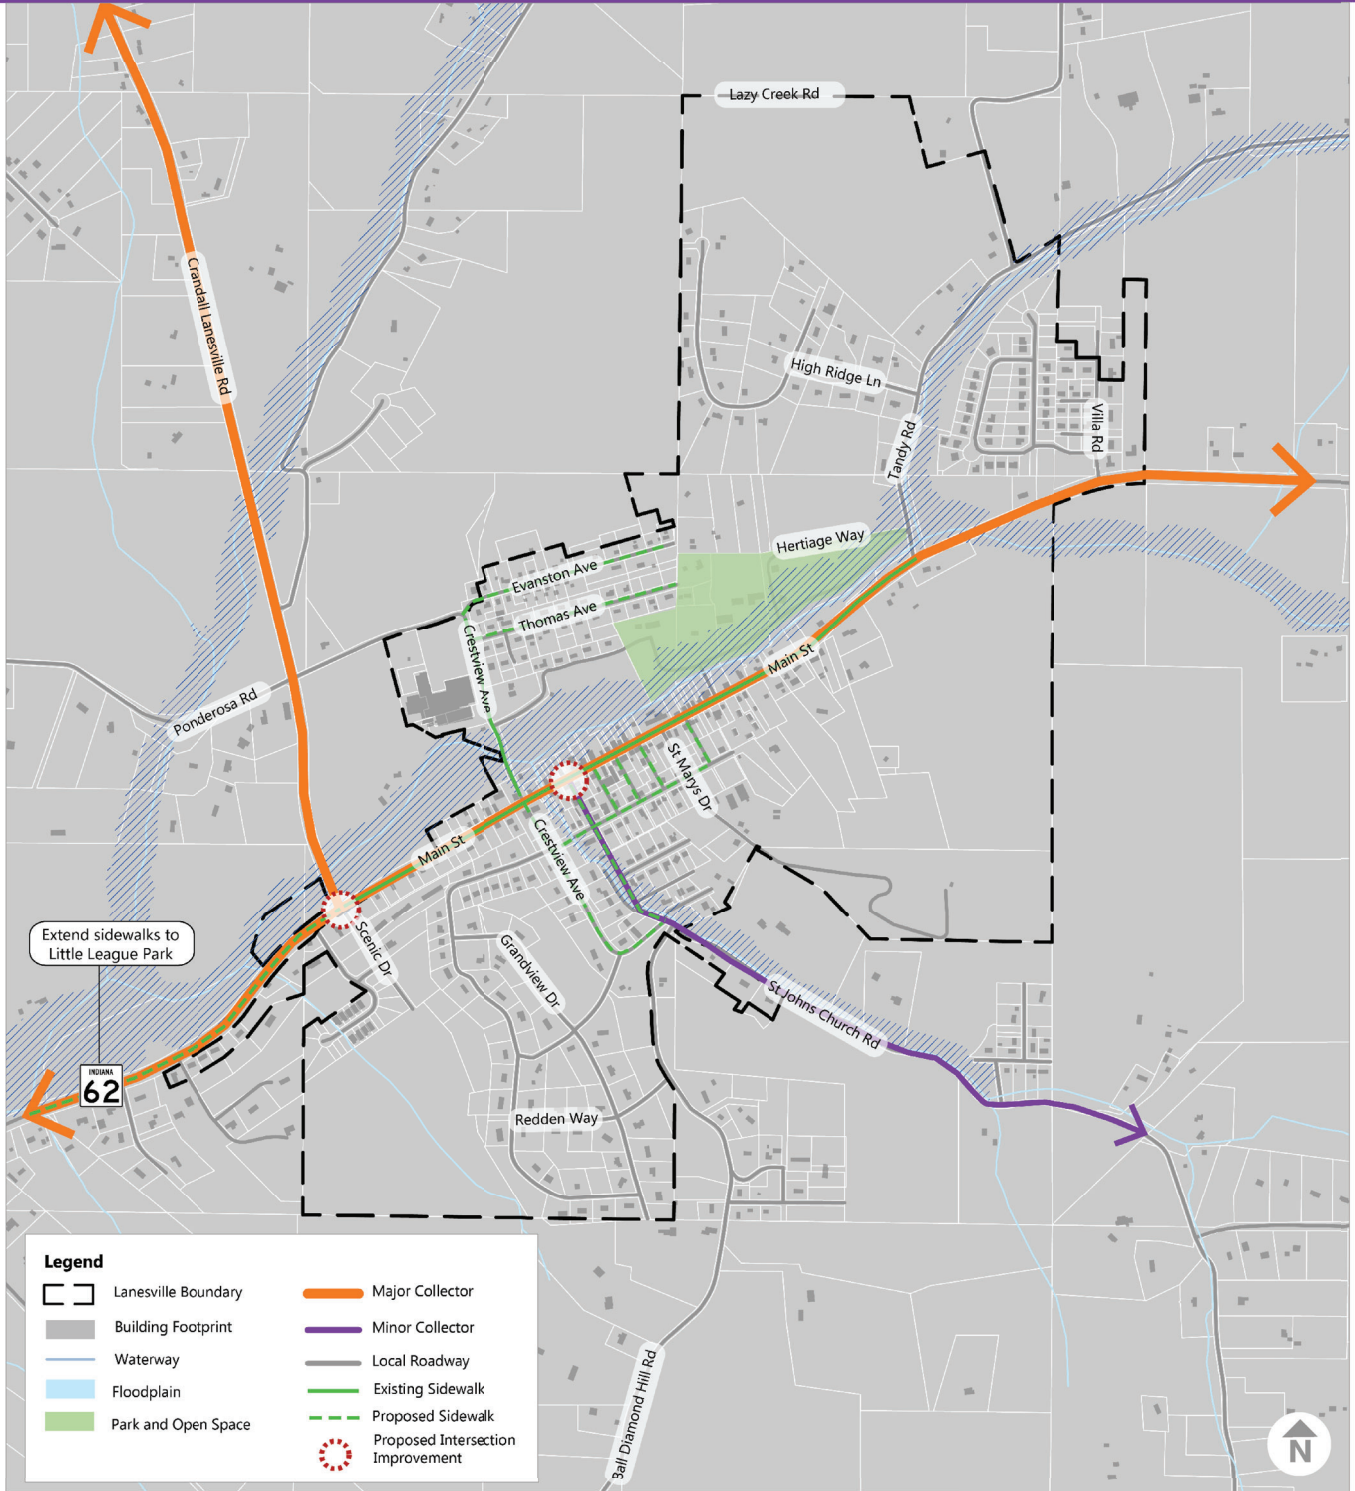 Lazy Creek Rd
Crandall Lanesville Rd
High Ridge Ln
Villa Rd
Tandy Rd
Hertiage Way
Evanston Ave
Thomas Ave
Crestview Ave
Main St
Ponderosa Rd
St Marys Dr
Main St
Crestview Ave
Extend sidewalks to
Little League Park
Scenic Dr
Grandview Dr
St Johns Church Rd
INDIANA
62
Redden Way
Ball Diamond Hill Rd
Legend
Lanesville Boundary
Building Footprint
Waterway
Floodplain
Park and Open Space
Major Collector
Minor Collector
Local Roadway
Existing Sidewalk
Proposed Sidewalk
Proposed Intersection
Improvement
N